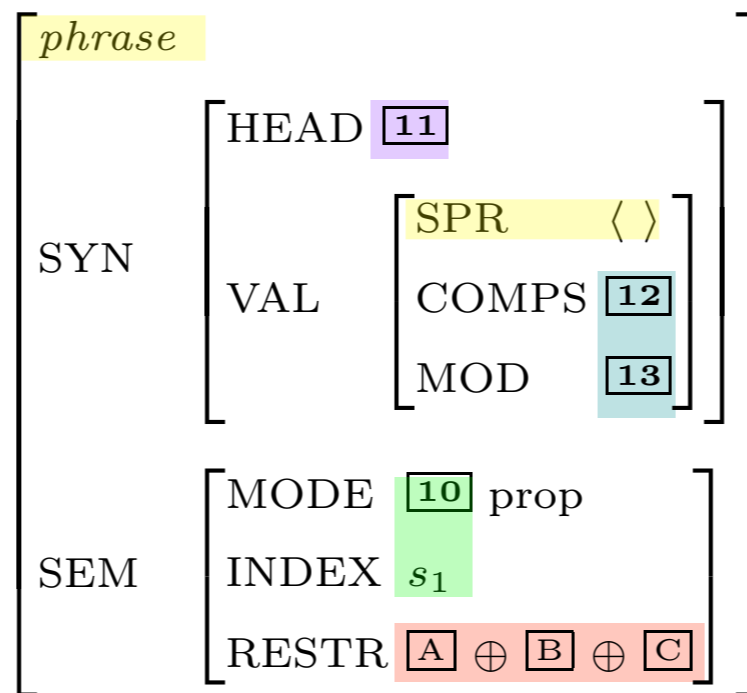 phrase
HEAD 11
SPR ⟨ ⟩
SYN
VAL COMPS 12
MOD 13
MODE 10 prop
SEM INDEX s₁
RESTR A ⊕ B ⊕ C